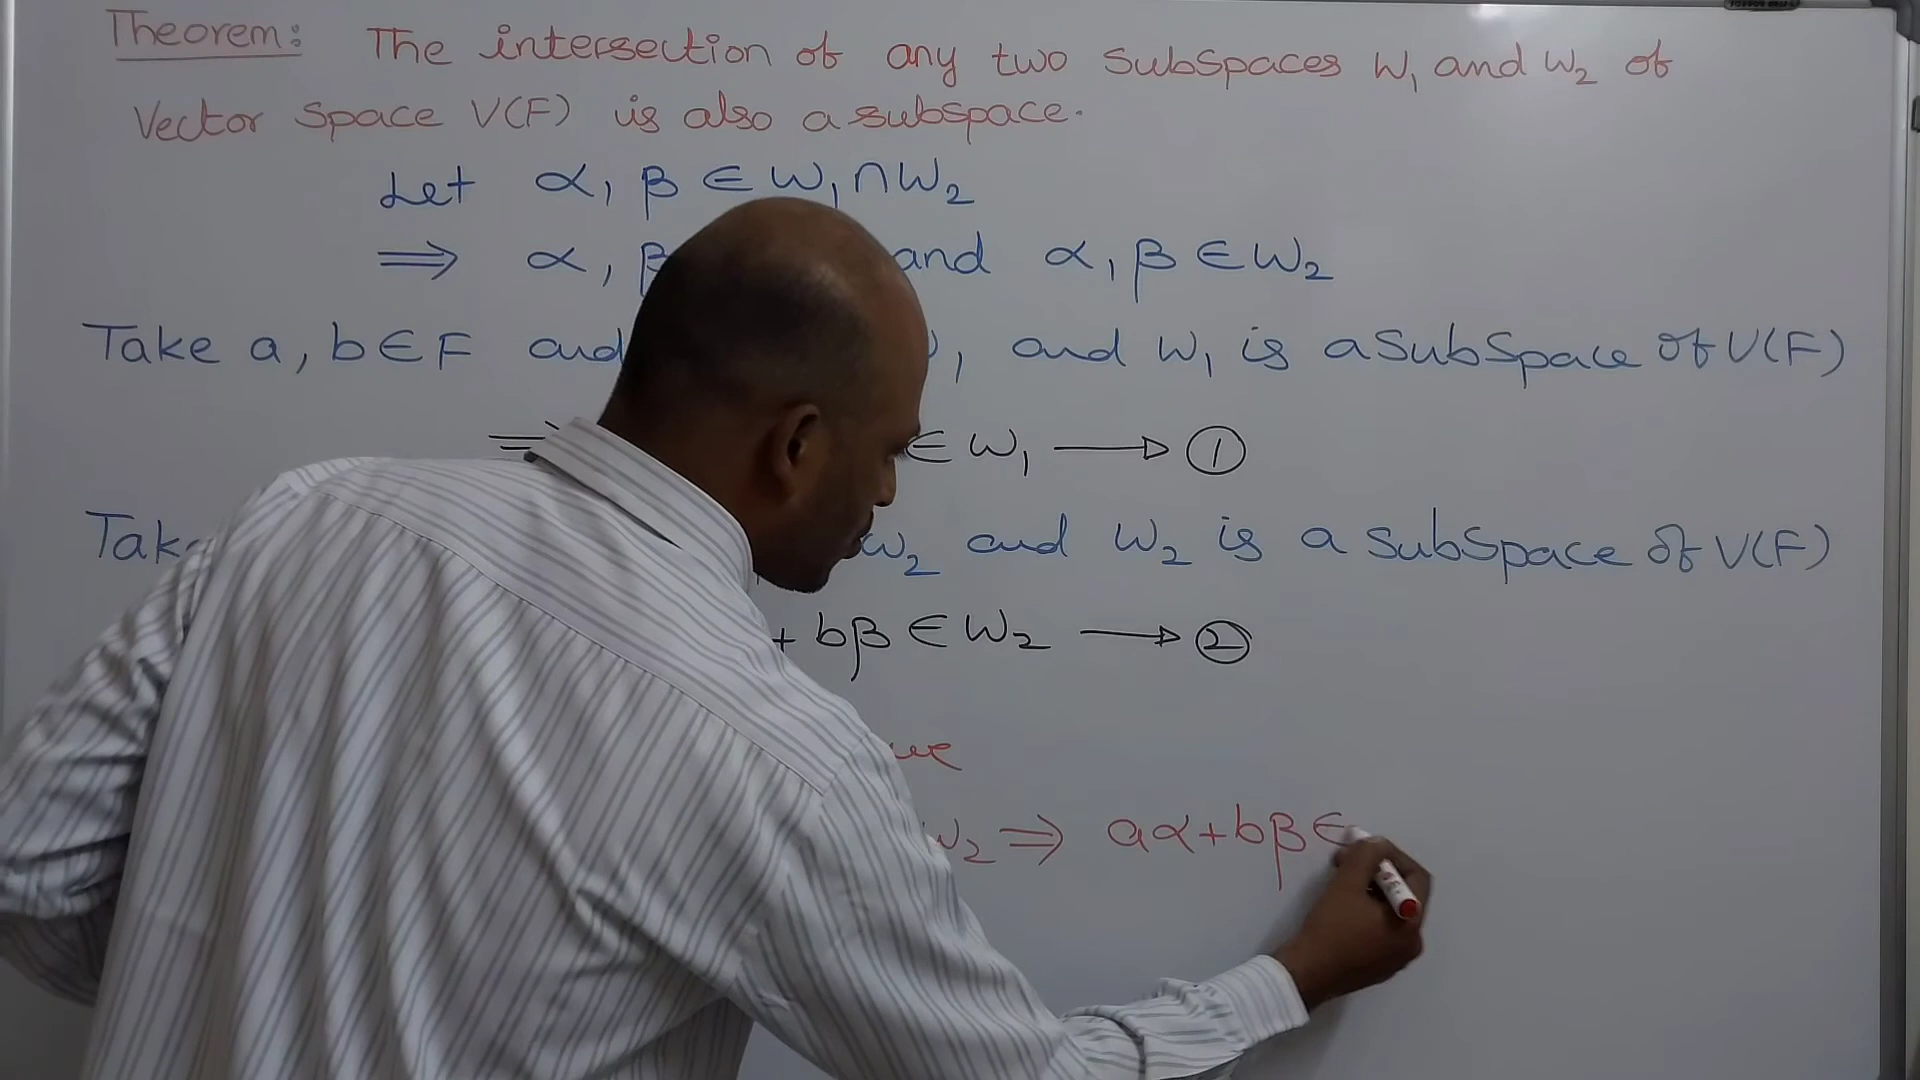 Theorem: The intersection of any two subspaces W₁ and W₂ of
Vector Space V(F) is also a subspace.
Let α, β ∈ W₁∩W₂
⇒ α, β and α, β ∈ W₂
Take a, b ∈ F and , and W₁ is a subspace of V(F)
∈ W₁ → ①
Take W₂ and W₂ is a subspace of V(F)
+ bβ ∈ W₂ → ②
W₂ ⇒ aα+bβ ∈